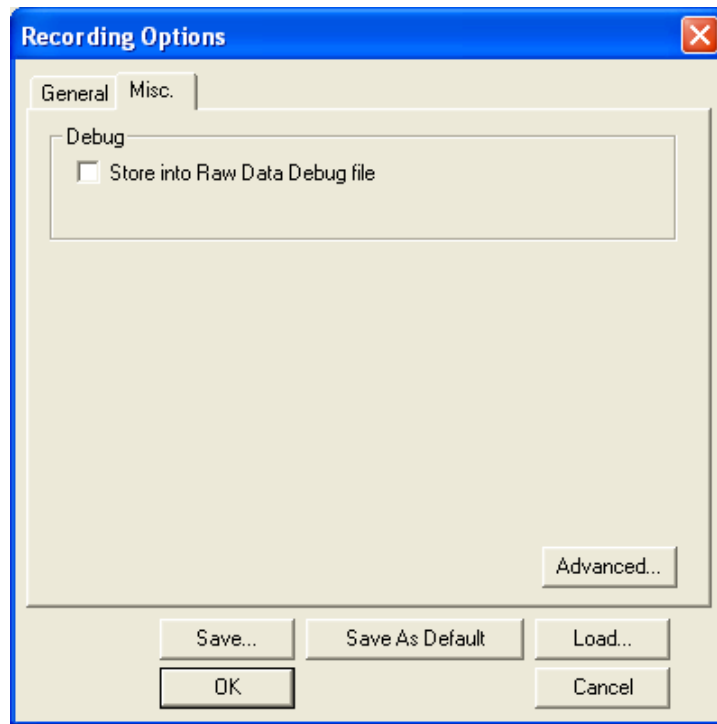 Recording Options
General Misc.
Debug
Store into Raw Data Debug file
Advanced...
Save... Save As Default Load...
OK Cancel